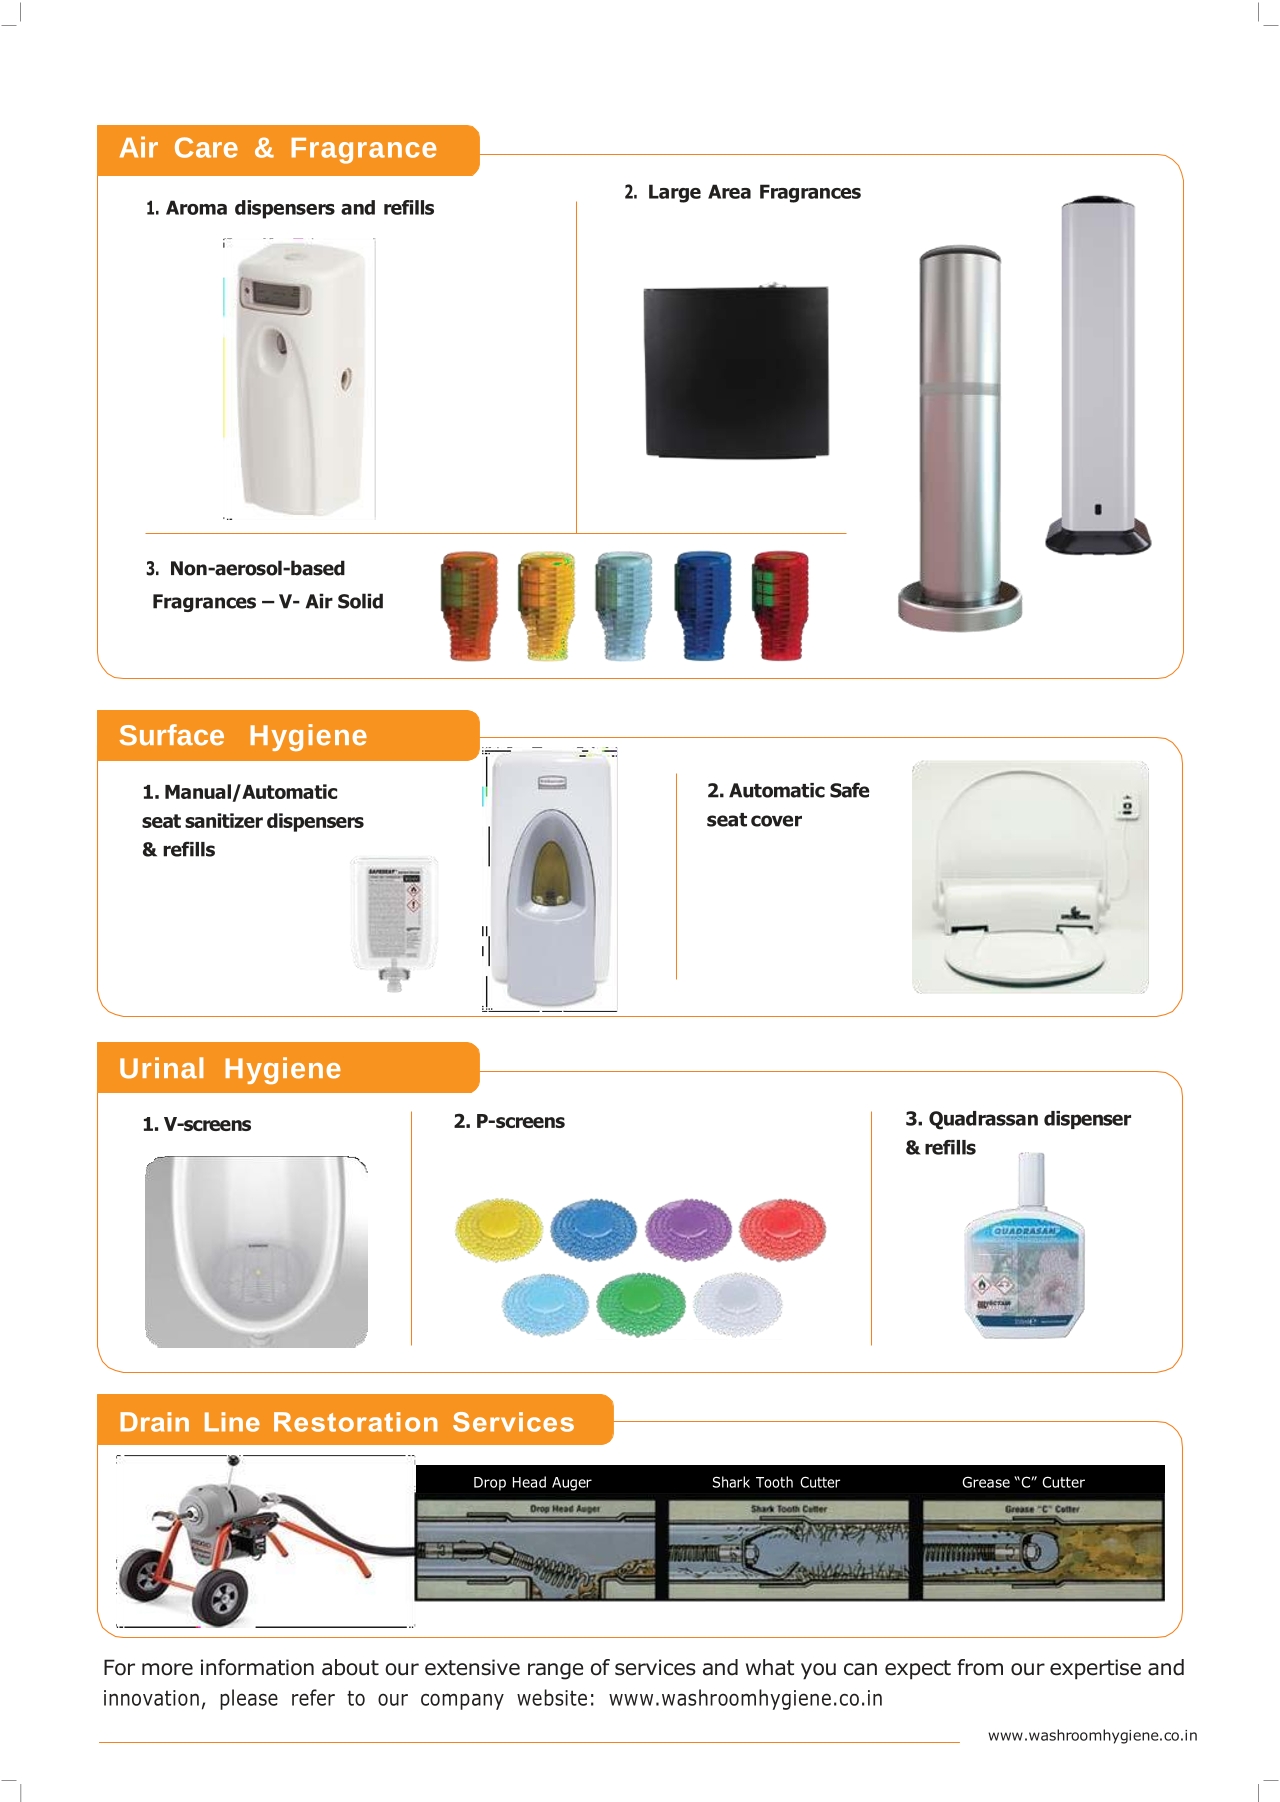 Air Care & Fragrance
1. Aroma dispensers and refills
2. Large Area Fragrances
3. Non-aerosol-based
Fragrances – V- Air Solid
Surface Hygiene
1. Manual/Automatic
seat sanitizer dispensers
& refills
SAFESEAT
2. Automatic Safe
seat cover
Urinal Hygiene
1. V-screens
2. P-screens
3. Quadrassan dispenser
& refills
QUADRASAN
Drain Line Restoration Services
RIDGID
Drop Head Auger
Shark Tooth Cutter
Grease “C” Cutter
Drop Head Auger
Shark Tooth Cutter
Grease "C" Cutter
For more information about our extensive range of services and what you can expect from our expertise and
innovation, please refer to our company website: www.washroomhygiene.co.in
www.washroomhygiene.co.in